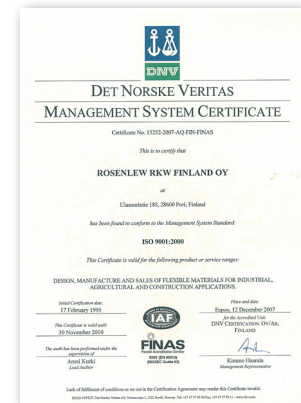 DNV
DET NORSKE VERITAS
MANAGEMENT SYSTEM CERTIFICATE
Certificate No. 13252-2007-AQ-FIN-FINAS
This is to certify that
ROSENLEW RKW FINLAND OY
at
Ulasoorintie 185, 28600 Pori, Finland
has been found to conform to the Management System Standard:
ISO 9001:2000
This Certificate is valid for the following product or service ranges:
DESIGN, MANUFACTURE AND SALES OF FLEXIBLE MATERIALS FOR INDUSTRIAL,
AGRICULTURAL AND CONSTRUCTION APPLICATIONS.
Initial Certification date:
17 February 1995
This Certificate is valid until:
30 November 2010
The audit has been performed under the
supervision of
Anssi Kurki
Lead Auditor
IAF
FINAS
Finnish Accreditation Service
Place and date:
Espoo, 12 December 2007
for the Accredited Unit:
DNV CERTIFICATION OY/AB,
FINLAND
Kimmo Haarala
Management Representative
Lack of fulfilment of conditions as set out in the Certification Agreement may render this Certificate invalid.